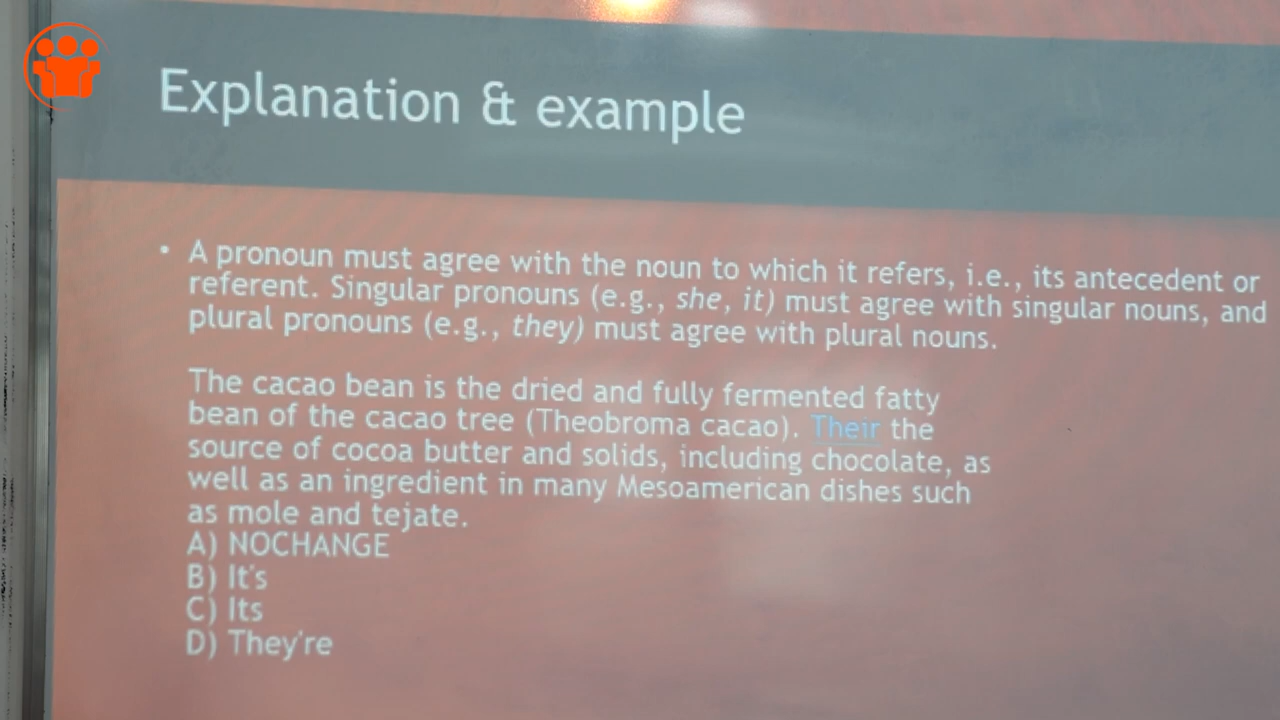 Explanation & example
• A pronoun must agree with the noun to which it refers, i.e., its antecedent or
referent. Singular pronouns (e.g., she, it) must agree with singular nouns, and
plural pronouns (e.g., they) must agree with plural nouns.
The cacao bean is the dried and fully fermented fatty
bean of the cacao tree (Theobroma cacao). Their the
source of cocoa butter and solids, including chocolate, as
well as an ingredient in many Mesoamerican dishes such
as mole and tejate.
A) NOCHANGE
B) It's
C) Its
D) They're